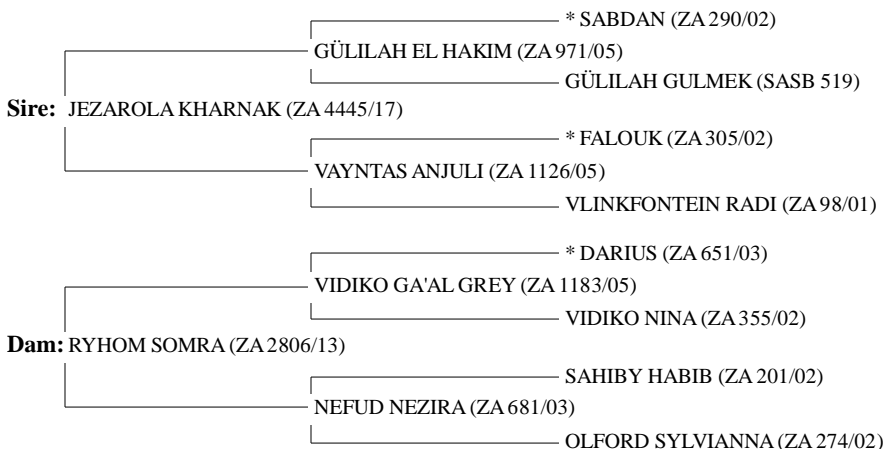 * SABDAN (ZA 290/02)
GÜLILAH EL HAKIM (ZA 971/05)
GÜLILAH GULMEK (SASB 519)
Sire: JEZAROLA KHARNAK (ZA 4445/17)
* FALOUK (ZA 305/02)
VAYNTAS ANJULI (ZA 1126/05)
VLINKFONTEIN RADI (ZA 98/01)
* DARIUS (ZA 651/03)
VIDIKO GA'AL GREY (ZA 1183/05)
VIDIKO NINA (ZA 355/02)
Dam: RYHOM SOMRA (ZA 2806/13)
SAHIBY HABIB (ZA 201/02)
NEFUD NEZIRA (ZA 681/03)
OLFORD SYLVIANNA (ZA 274/02)